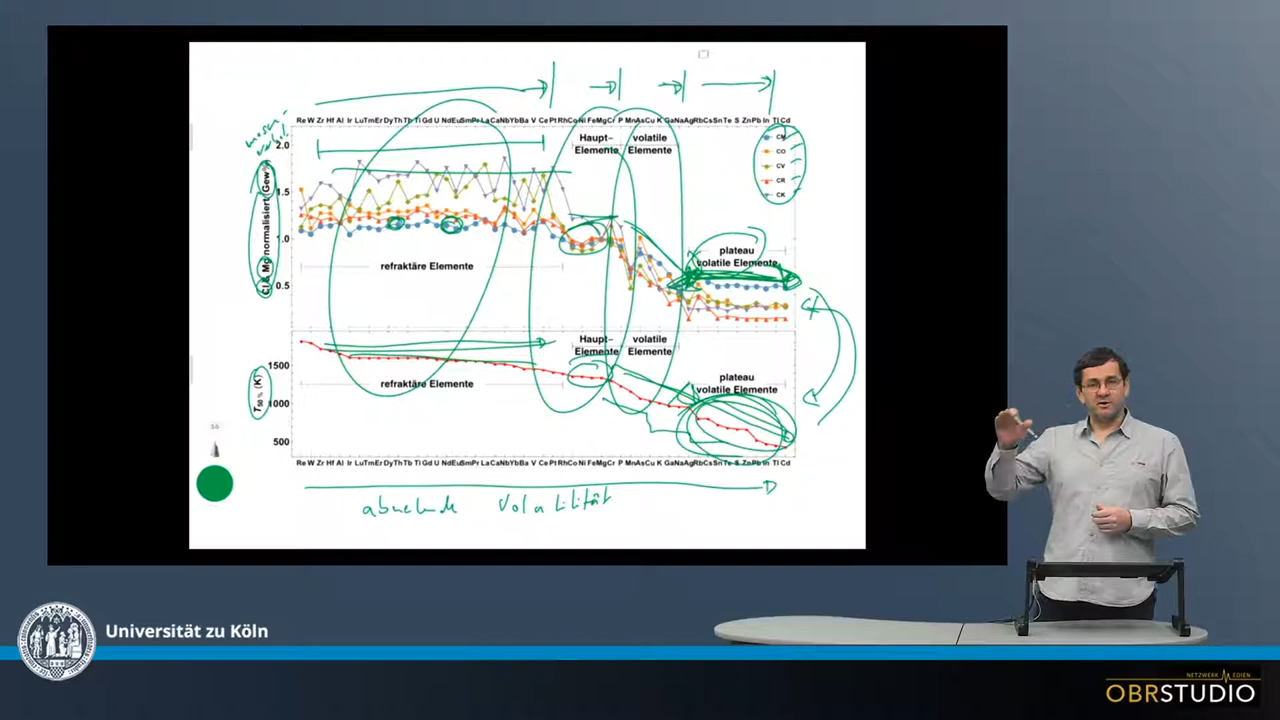 Re W Zr Hf Al Ir Lu Tm Er Dy Th Tb Ti Gd U Nd Eu Sm Pr La Ca Nb Yb Ba V Ce Pt Rh Co Ni Fe Mg Cr P Mn As Cu K Ga Na Ag Rb Cs Sn Te S Zn Pb In Tl Cd
CI & Mg normalisiert (Gew%)
2.0
1.5
1.0
0.5
Haupt-
Elemente
volatile
Elemente
CM
CO
CV
CR
CK
refraktäre Elemente
plateau
volatile Elemente
T50% (K)
1500
1000
500
Haupt-
Elemente
volatile
Elemente
refraktäre Elemente
plateau
volatile Elemente
Re W Zr Hf Al Ir Lu Tm Er Dy Th Tb Ti Gd U Nd Eu Sm Pr La Ca Nb Yb Ba V Ce Pt Rh Co Ni Fe Mg Cr P Mn As Cu K Ga Na Ag Rb Cs Sn Te S Zn Pb In Tl Cd
abnehmende Volatilität
Universität zu Köln
NETZWERK MEDIEN
OBRSTUDIO